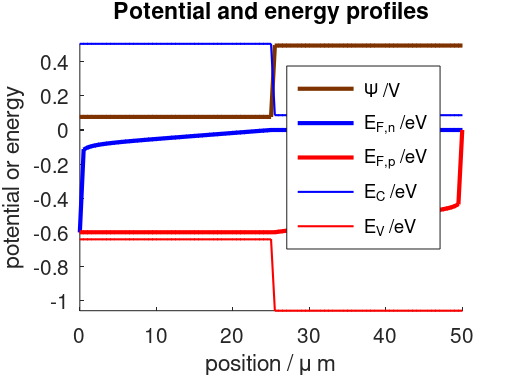 Potential and energy profiles
potential or energy
0.4
0.2
0
-0.2
-0.4
-0.6
-0.8
-1
Ψ /V
E_F,n /eV
E_F,p /eV
E_C /eV
E_V /eV
0 10 20 30 40 50
position / μ m